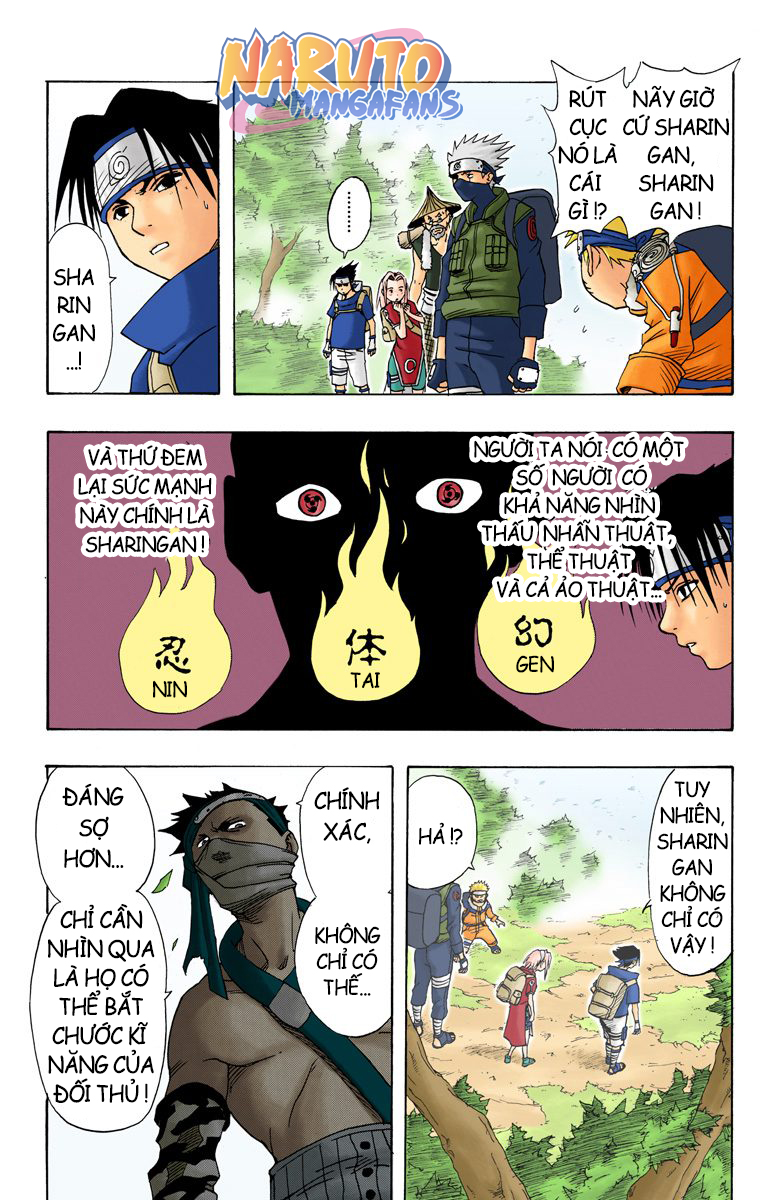 NARUTO
MANGAFANS
NÃY GIỜ
CỨ SHARIN
GAN,
SHARIN
GAN!
RÚT
CỤC
NÓ LÀ
CÁI
GÌ!?
.........
SHA
RIN
GAN
...!
NGƯỜI TA NÓI CÓ MỘT
SỐ NGƯỜI CÓ
KHẢ NĂNG NHÌN
THẤU NHẪN THUẬT,
THỂ THUẬT
VÀ CẢ ẢO THUẬT...
VÀ THỨ ĐEM
LẠI SỨC MẠNH
NÀY CHÍNH LÀ
SHARINGAN!
幻
GEN
体
TAI
忍
NIN
TUY
NHIÊN,
SHARIN
GAN
KHÔNG
CHỈ CÓ
VẬY!
HẢ!?
CHÍNH
XÁC,
KHÔNG
CHỈ CÓ
THẾ...
ĐÁNG
SỢ
HƠN...
CHỈ CẦN
NHÌN QUA
LÀ HỌ CÓ
THỂ BẮT
CHƯỚC KĨ
NĂNG CỦA
ĐỐI THỦ!